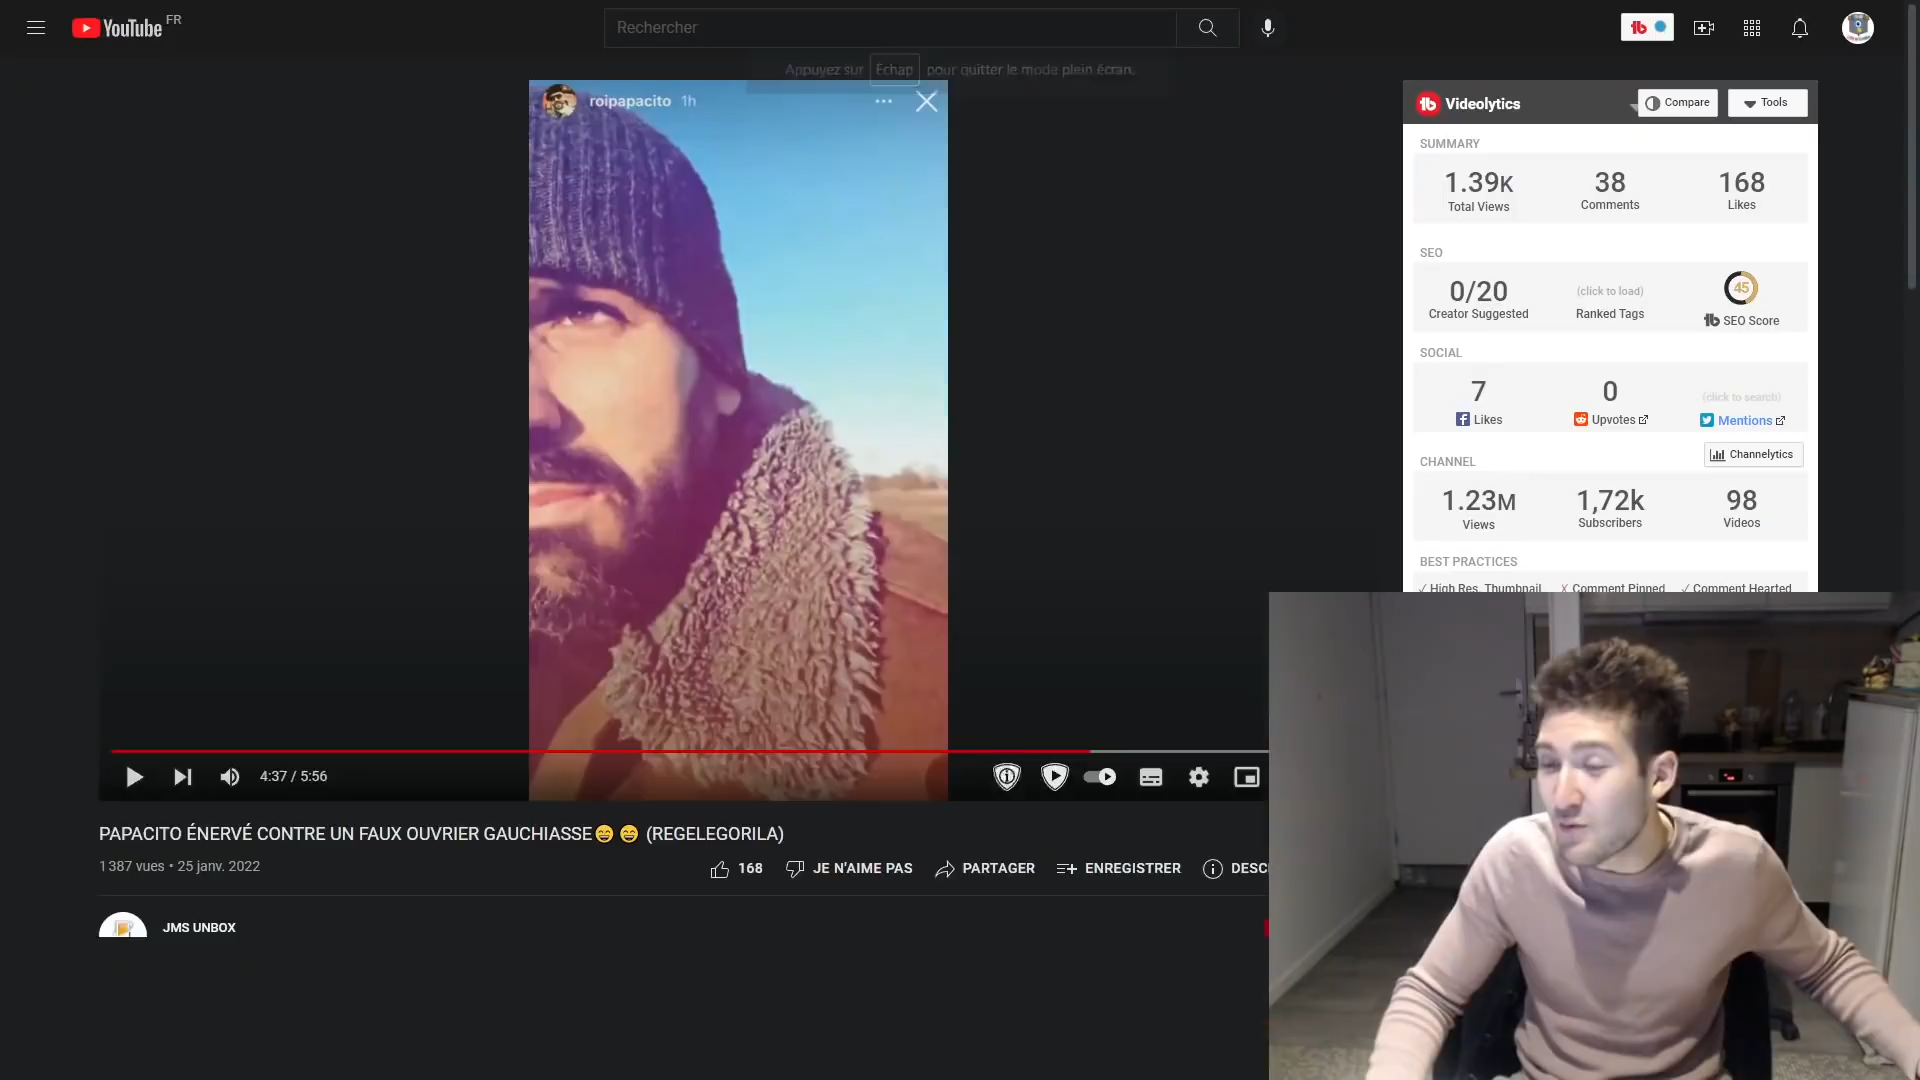 YouTube FR
Rechercher
Appuyez sur Échap pour quitter le mode plein écran.
roipapacito 1h
Videolytics
Compare
Tools
SUMMARY
1.39K
38
168
Total Views
Comments
Likes
SEO
0/20
(click to load)
45
Creator Suggested
Ranked Tags
SEO Score
SOCIAL
7
0
(click to search)
Likes
Upvotes
Mentions
CHANNEL
Channelytics
1.23M
1,72k
98
Views
Subscribers
Videos
BEST PRACTICES
High Res. Thumbnail
Comment Pinned
Comment Hearted
4:37 / 5:56
PAPACITO ÉNERVÉ CONTRE UN FAUX OUVRIER GAUCHIASSE😄😄 (REGELEGORILA)
1 387 vues • 25 janv. 2022
168
JE N'AIME PAS
PARTAGER
ENREGISTRER
DESC
JMS UNBOX